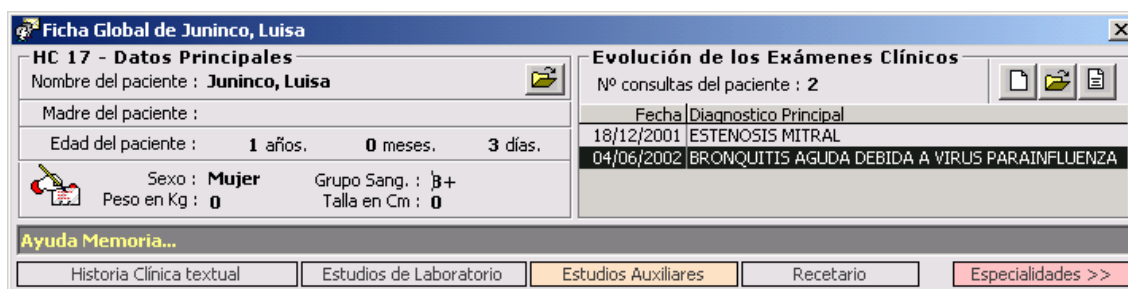 Ficha Global de Juninco, Luisa
HC 17 - Datos Principales
Nombre del paciente : Juninco, Luisa
Madre del paciente :
Edad del paciente : 1 años. 0 meses. 3 días.
Sexo : Mujer Grupo Sang. : B+
Peso en Kg : 0 Talla en Cm : 0
Evolución de los Exámenes Clínicos
Nº consultas del paciente : 2
Fecha Diagnostico Principal
18/12/2001 ESTENOSIS MITRAL
04/06/2002 BRONQUITIS AGUDA DEBIDA A VIRUS PARAINFLUENZA
Ayuda Memoria...
Historia Clínica textual Estudios de Laboratorio Estudios Auxiliares Recetario Especialidades >>